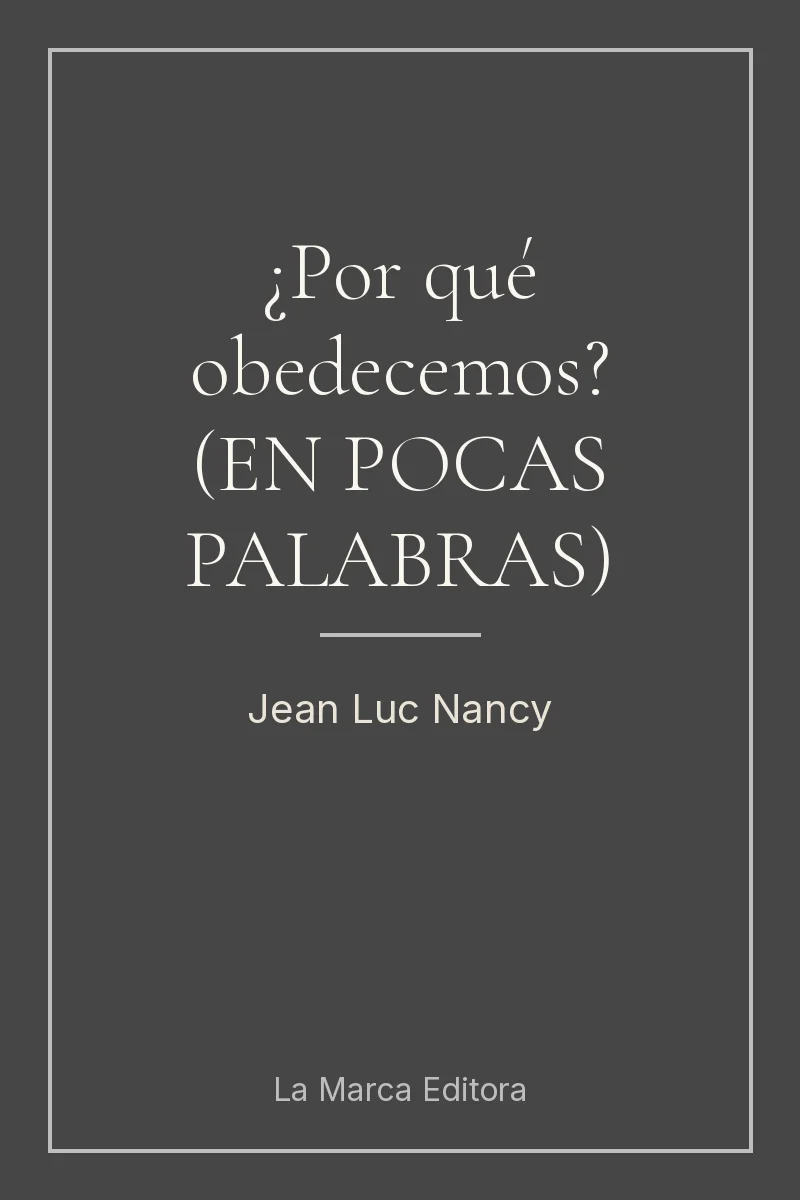 ¿Por qué
obedecemos?
(EN POCAS
PALABRAS)
Jean Luc Nancy
La Marca Editora